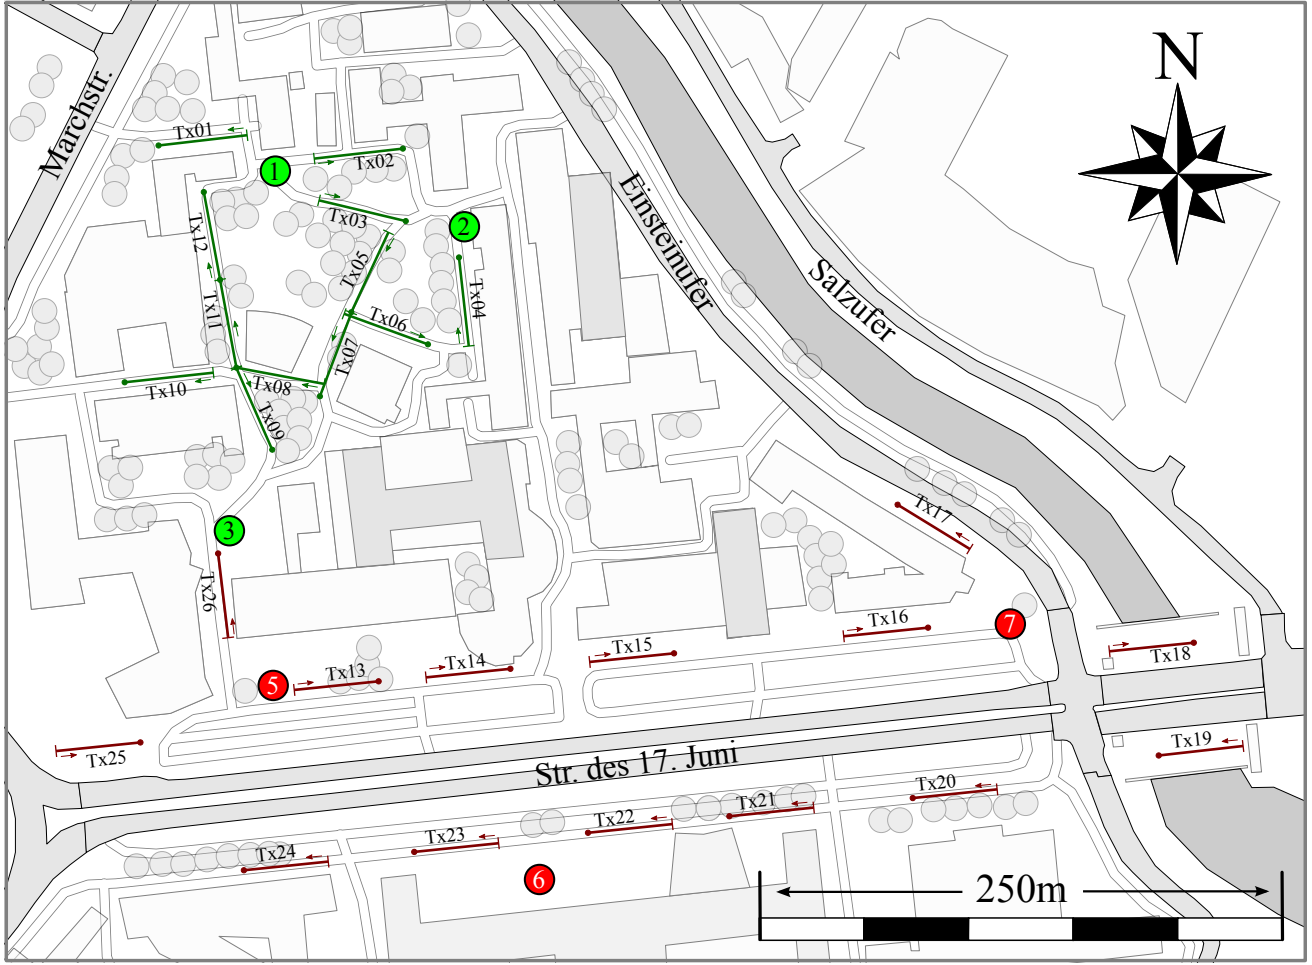 N
Marchstr.
Tx01
Tx02
1
Tx03
2
Tx12
Tx05
Einsteinufer
Salzufer
Tx11
Tx06
Tx04
Tx07
Tx08
Tx10
Tx09
Tx17
3
Tx26
Tx16
7
Tx15
Tx18
Tx14
Tx13
5
Tx25
Str. des 17. Juni
Tx19
Tx20
Tx21
Tx22
Tx23
Tx24
6
250m